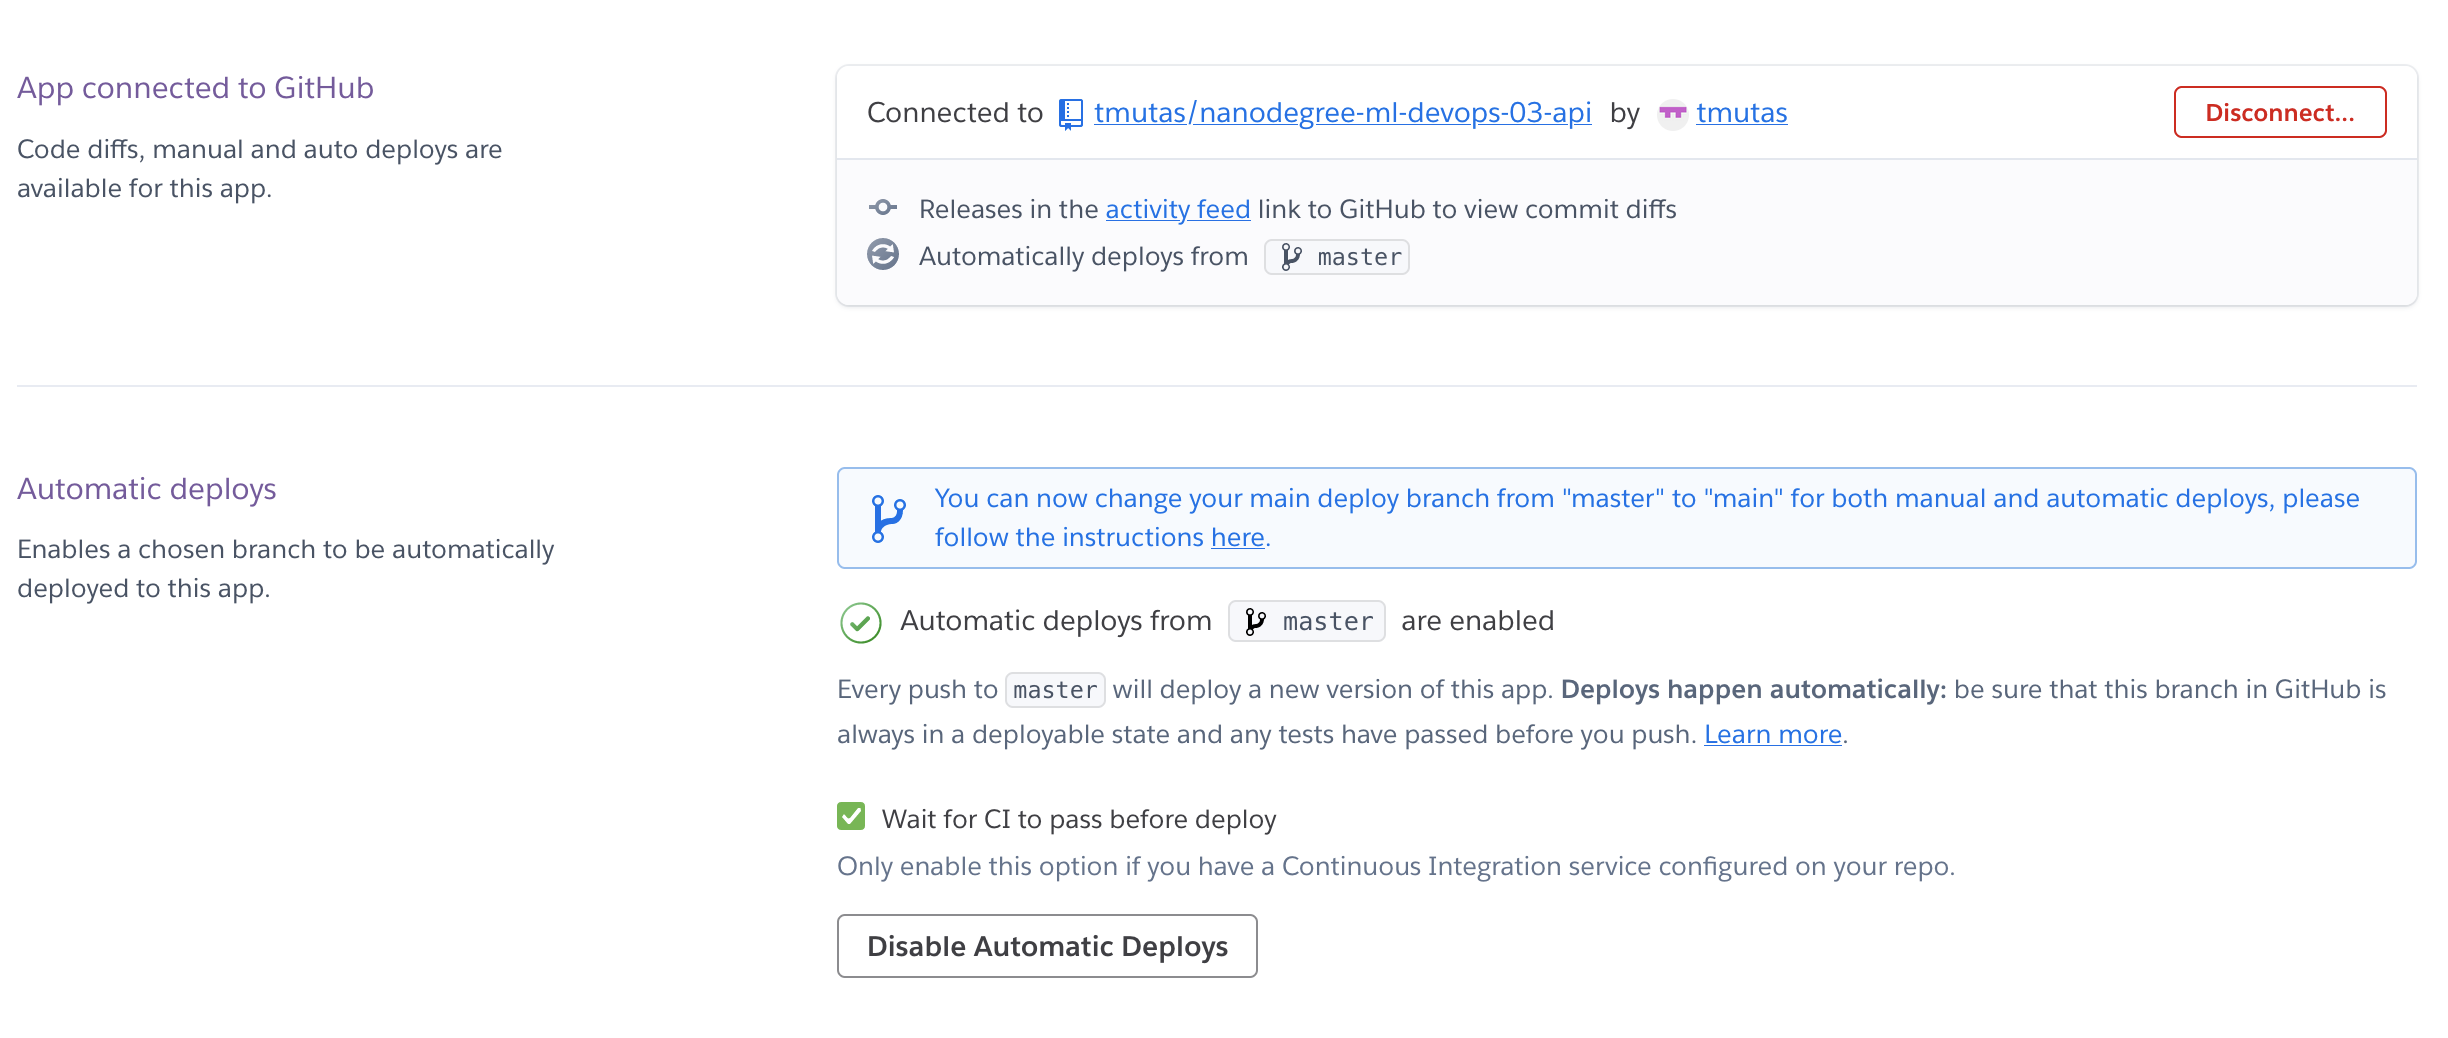 App connected to GitHub
Code diffs, manual and auto deploys are
available for this app.
Connected to tmutas/nanodegree-ml-devops-03-api by tmutas
Disconnect...
Releases in the activity feed link to GitHub to view commit diffs
Automatically deploys from master
Automatic deploys
Enables a chosen branch to be automatically
deployed to this app.
You can now change your main deploy branch from "master" to "main" for both manual and automatic deploys, please
follow the instructions here.
Automatic deploys from master are enabled
Every push to master will deploy a new version of this app. Deploys happen automatically: be sure that this branch in GitHub is
always in a deployable state and any tests have passed before you push. Learn more.
Wait for CI to pass before deploy
Only enable this option if you have a Continuous Integration service configured on your repo.
Disable Automatic Deploys